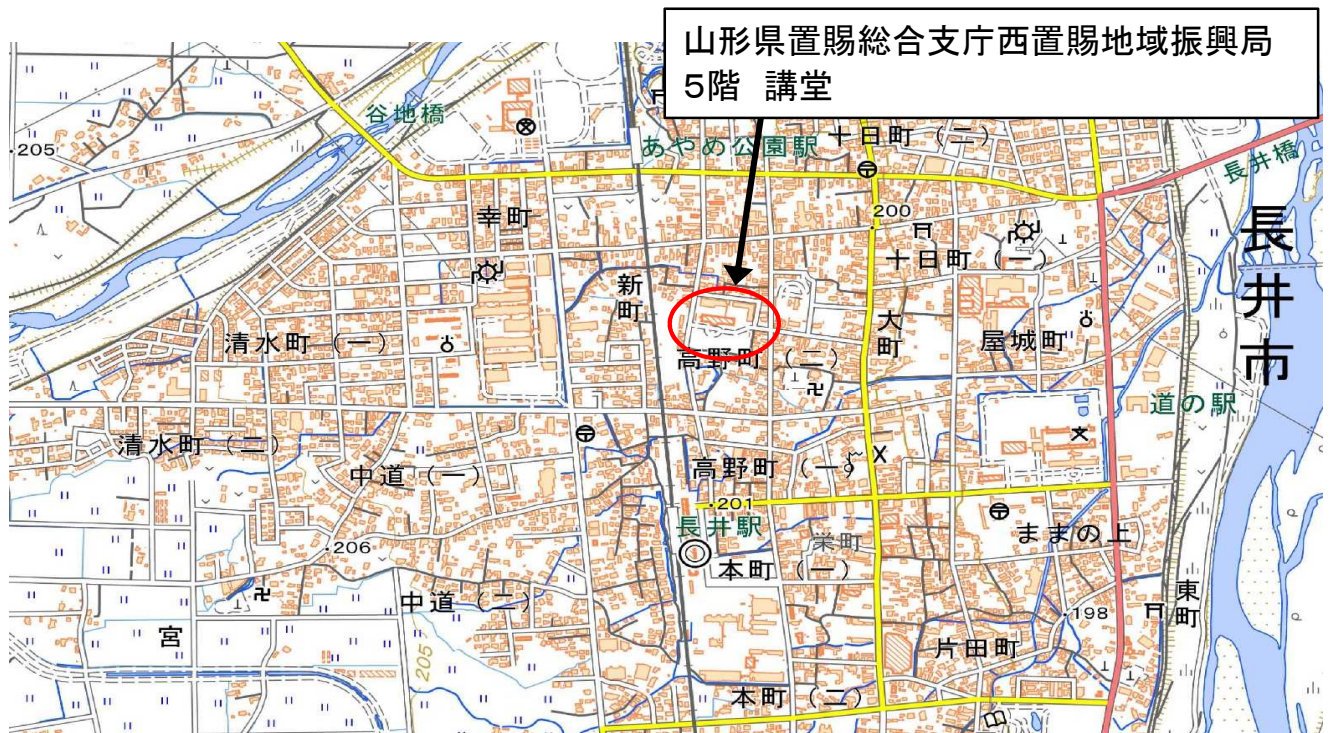 山形県置賜総合支庁西置賜地域振興局
5階 講堂
谷地橋
205
あやめ公園駅
十日町(二)
長井橋
幸町
200
十日町(一)
長井市
新町
大町
屋城町
清水町(一)
高野町(二)
道の駅
清水町(二)
中道(一)
高野町(一)
201
長井駅
栄町
ままの上
206
本町(一)
中道(二)
198
東町
宮
205
片田町
本町(二)